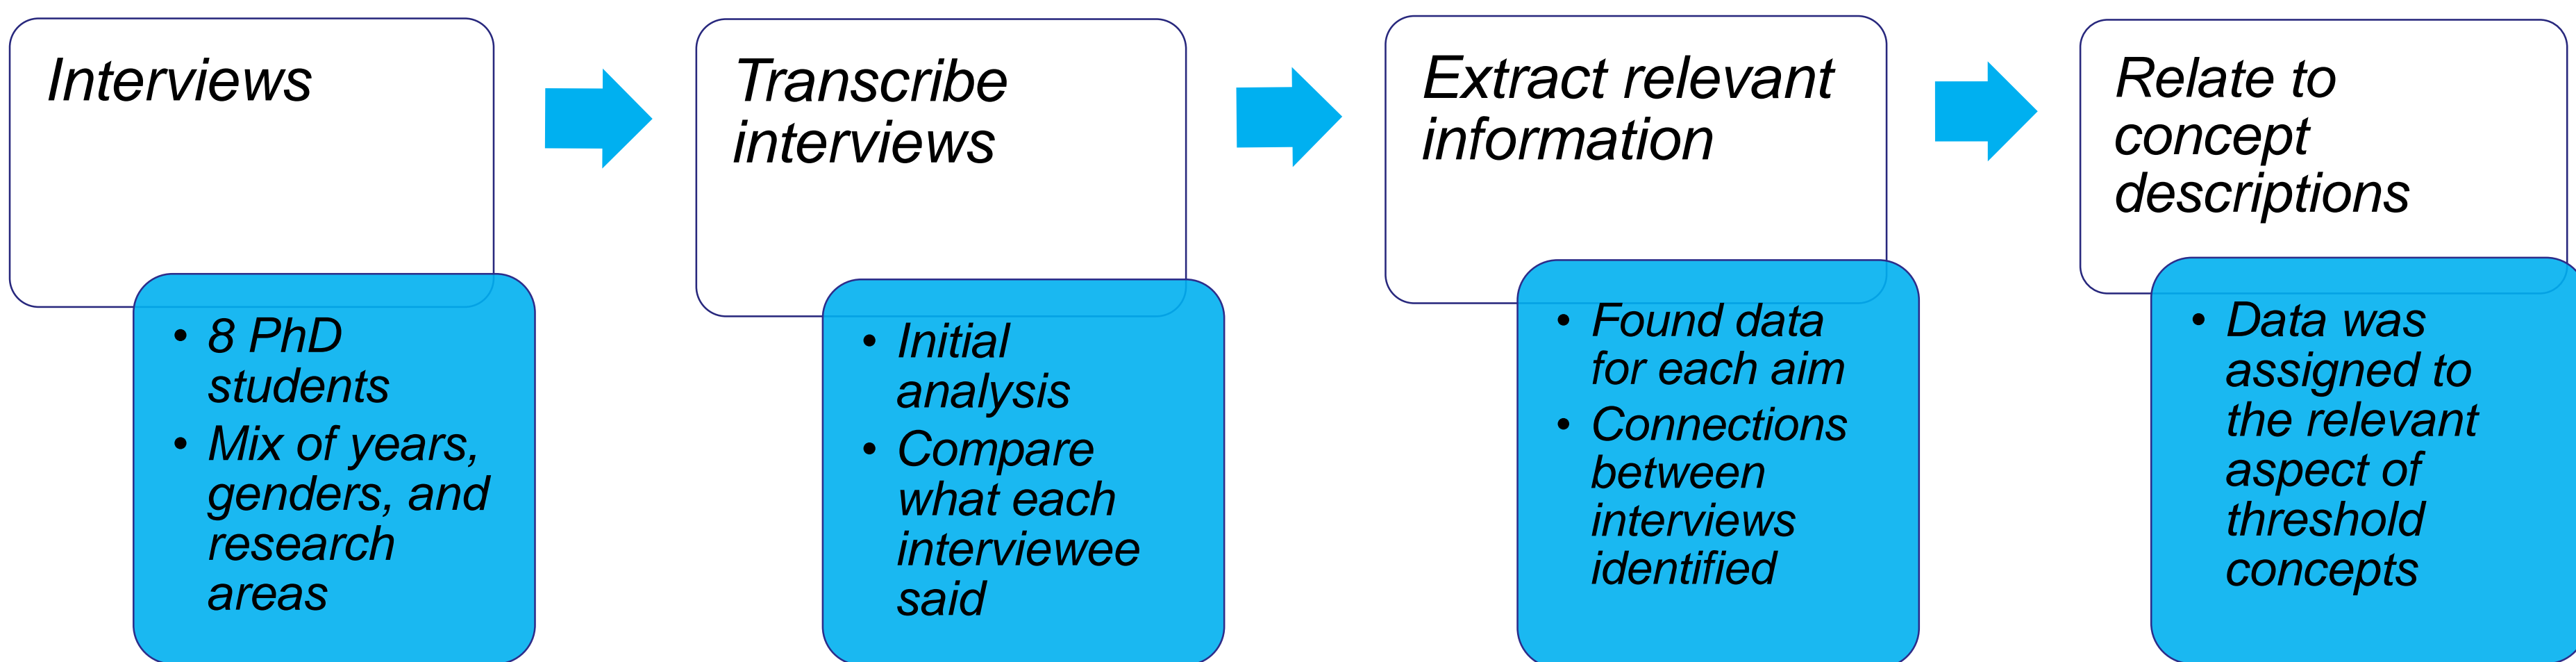 Interviews
• 8 PhD
students
• Mix of years,
genders, and
research
areas
Transcribe
interviews
• Initial
analysis
• Compare
what each
interviewee
said
Extract relevant
information
• Found data
for each aim
• Connections
between
interviews
identified
Relate to
concept
descriptions
• Data was
assigned to
the relevant
aspect of
threshold
concepts